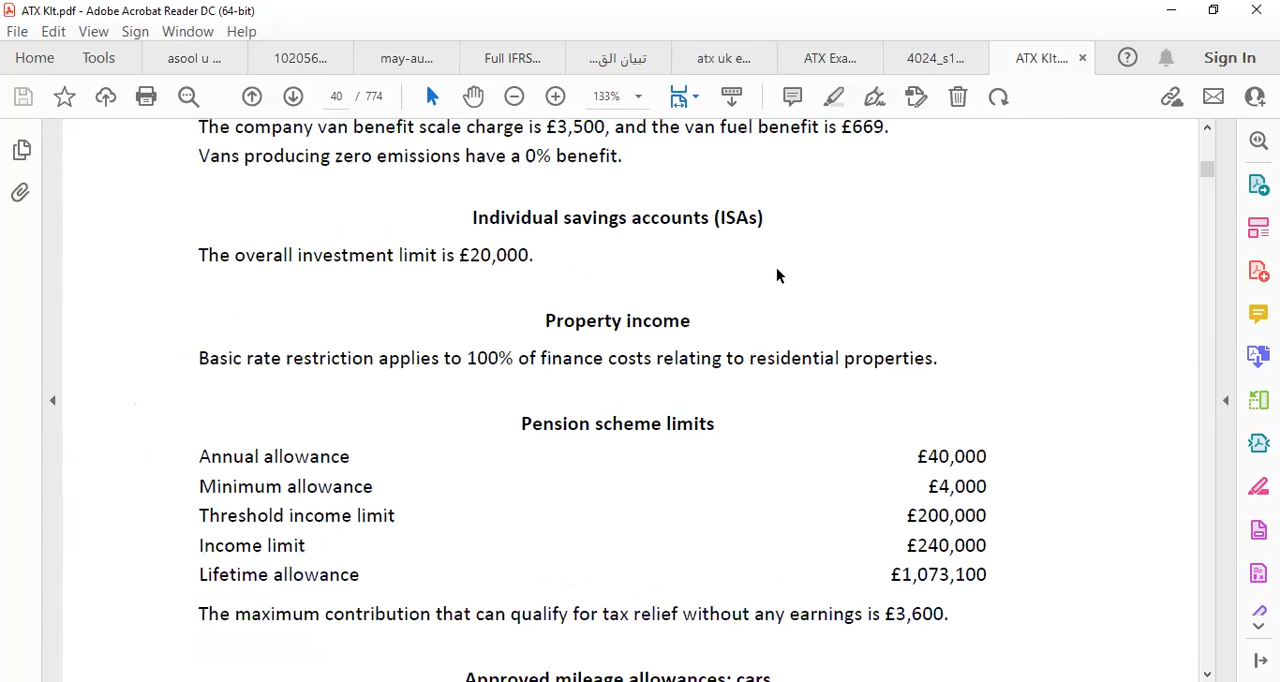 ATX KIt.pdf - Adobe Acrobat Reader DC (64-bit)
File Edit View Sign Window Help
Home Tools asool u ... 102056... may-au... Full IFRS... تبيان الق... atx uk e... ATX Exa... 4024_s1... ATX KIt.... Sign In
40 / 774 133%
The company van benefit scale charge is £3,500, and the van fuel benefit is £669.
Vans producing zero emissions have a 0% benefit.
Individual savings accounts (ISAs)
The overall investment limit is £20,000.
Property income
Basic rate restriction applies to 100% of finance costs relating to residential properties.
Pension scheme limits
Annual allowance £40,000
Minimum allowance £4,000
Threshold income limit £200,000
Income limit £240,000
Lifetime allowance £1,073,100
The maximum contribution that can qualify for tax relief without any earnings is £3,600.
Approved mileage allowances: cars